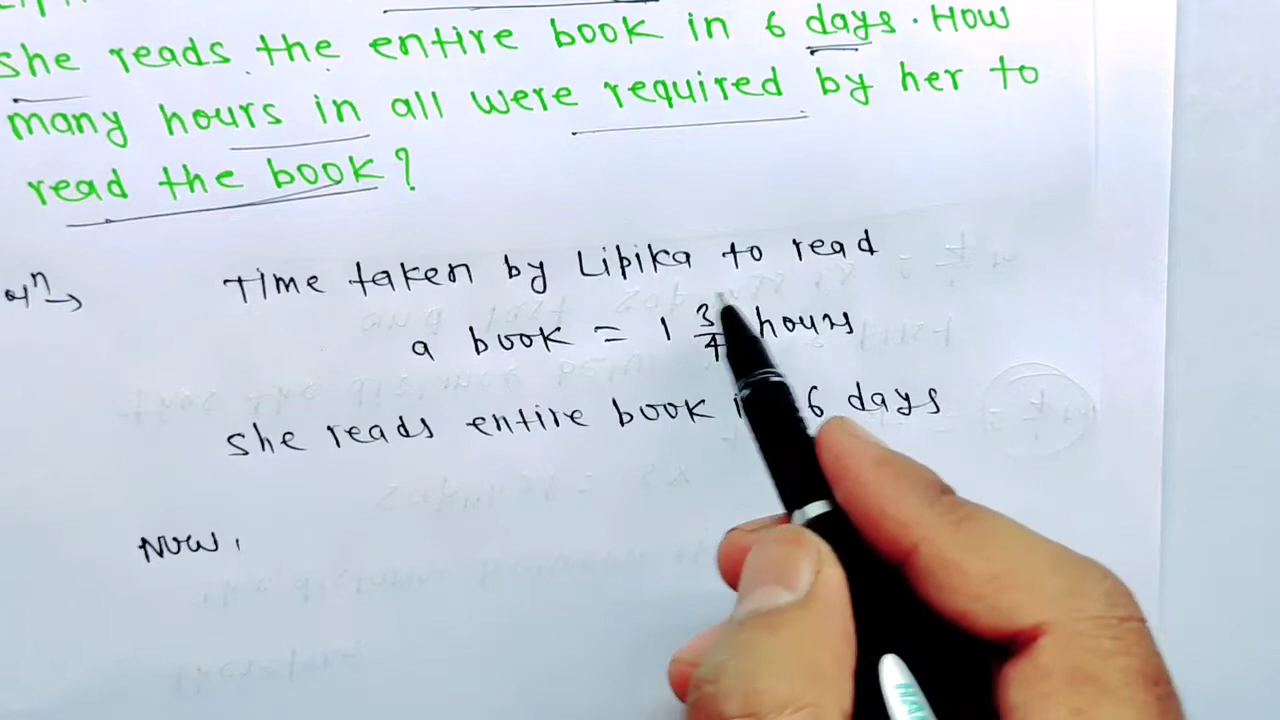 she reads the entire book in 6 days. How
many hours in all were required by her to
read the book?
Time taken by Lipika to read
a book = 1 3/4 hours
she reads entire book 6 days
Now,